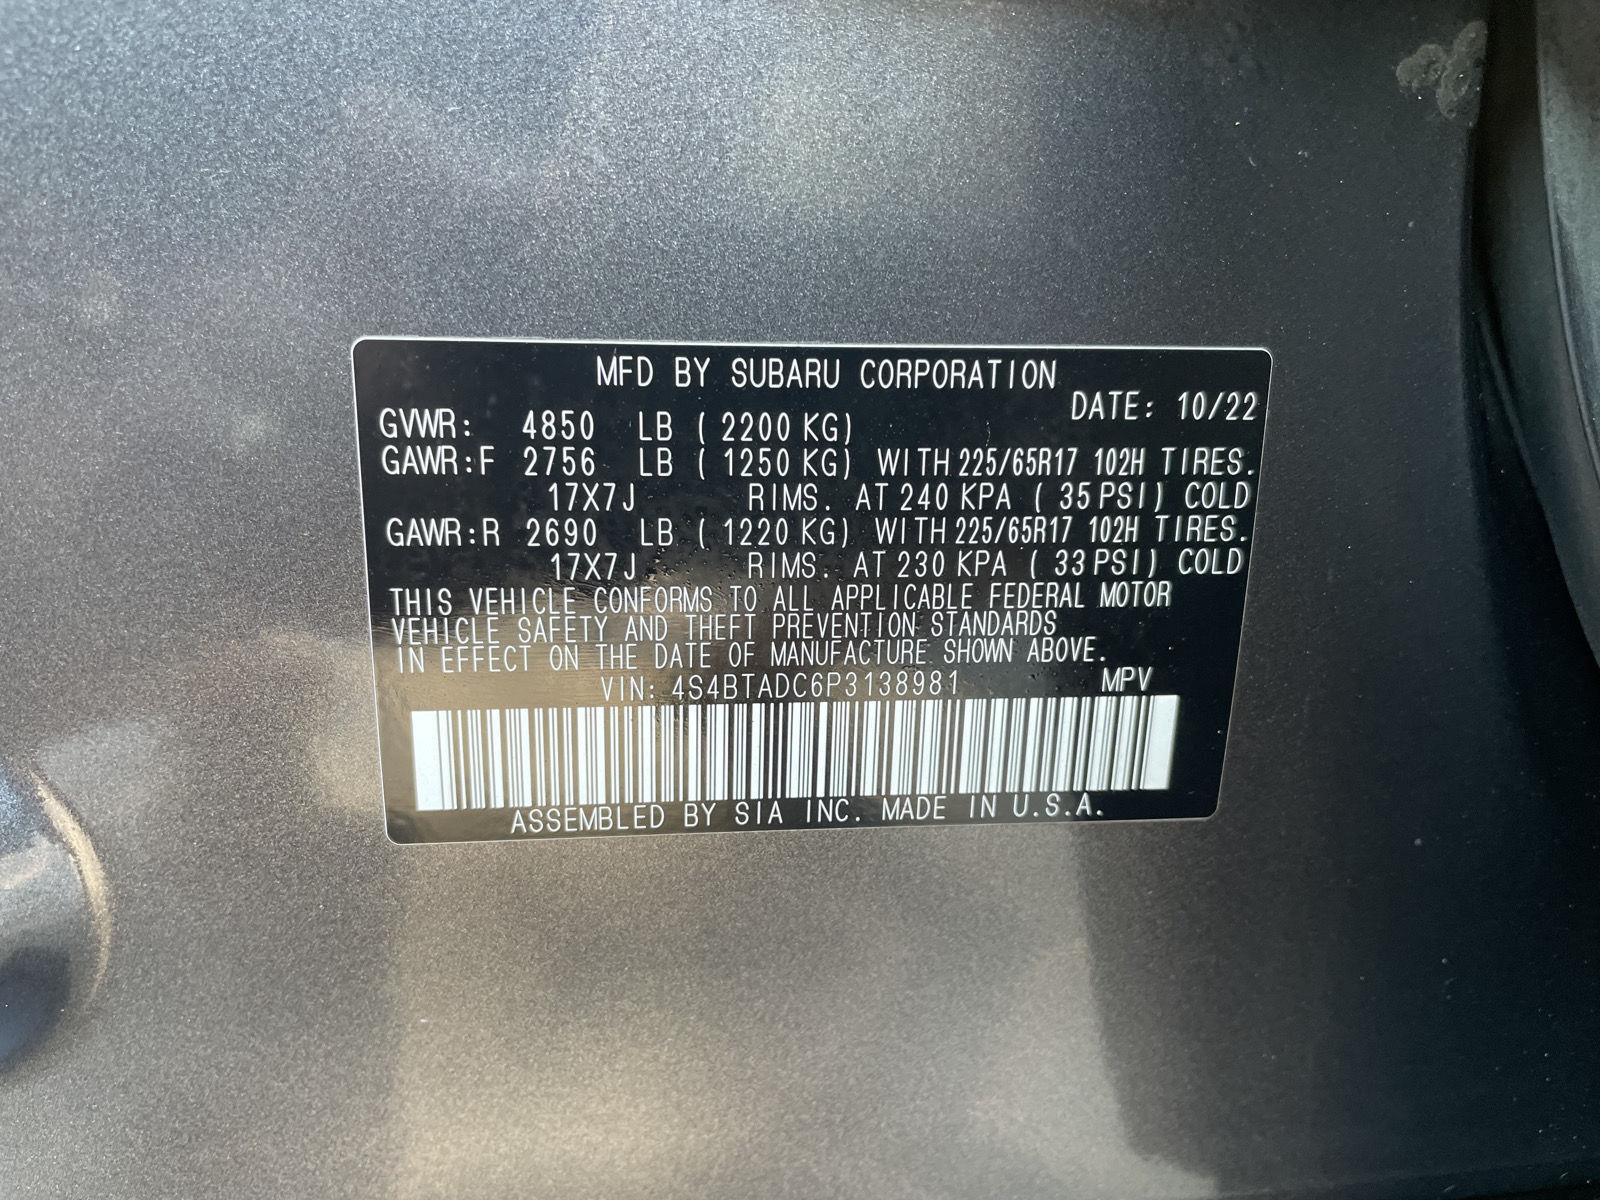 MFD BY SUBARU CORPORATION
DATE: 10/22
GVWR: 4850 LB ( 2200 KG)
GAWR:F 2756 LB ( 1250 KG) WITH 225/65R17 102H TIRES.
17X7J RIMS. AT 240 KPA ( 35 PSI) COLD
GAWR:R 2690 LB ( 1220 KG) WITH 225/65R17 102H TIRES.
17X7J RIMS. AT 230 KPA ( 33 PSI) COLD
THIS VEHICLE CONFORMS TO ALL APPLICABLE FEDERAL MOTOR
VEHICLE SAFETY AND THEFT PREVENTION STANDARDS
IN EFFECT ON THE DATE OF MANUFACTURE SHOWN ABOVE.
VIN: 4S4BTADC6P3138981 MPV
ASSEMBLED BY SIA INC. MADE IN U.S.A.